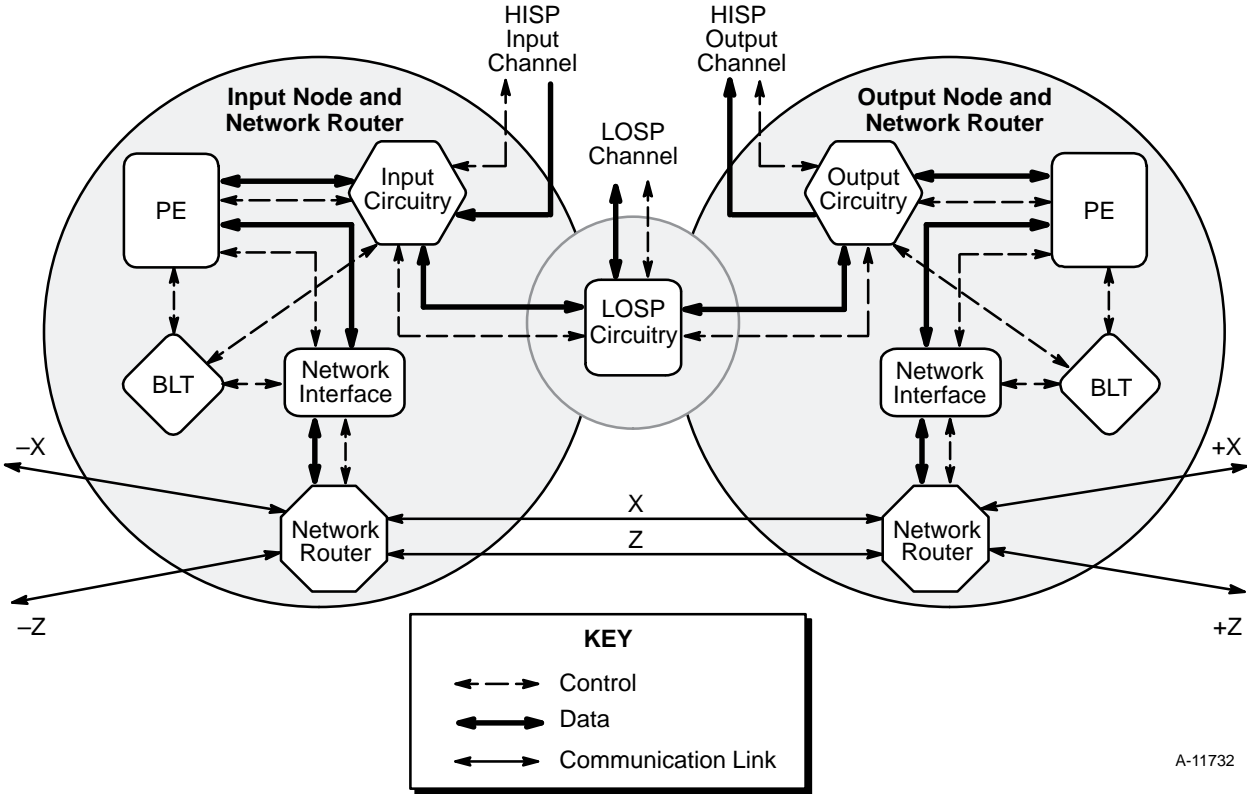 HISP
Input
Channel
HISP
Output
Channel
Input Node and
Network Router
LOSP
Channel
Output Node and
Network Router
PE
Input
Circuitry
Output
Circuitry
PE
LOSP
Circuitry
BLT
Network
Interface
Network
Interface
BLT
–X
+X
X
Network
Router
Z
Network
Router
–Z
+Z
KEY
Control
Data
Communication Link
A-11732